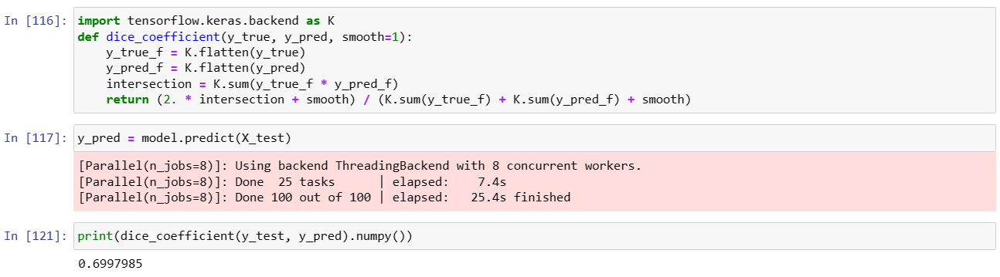 In [116]: import tensorflow.keras.backend as K
def dice_coefficient(y_true, y_pred, smooth=1):
    y_true_f = K.flatten(y_true)
    y_pred_f = K.flatten(y_pred)
    intersection = K.sum(y_true_f * y_pred_f)
    return (2. * intersection + smooth) / (K.sum(y_true_f) + K.sum(y_pred_f) + smooth)
In [117]: y_pred = model.predict(X_test)
[Parallel(n_jobs=8)]: Using backend ThreadingBackend with 8 concurrent workers.
[Parallel(n_jobs=8)]: Done  25 tasks      | elapsed:    7.4s
[Parallel(n_jobs=8)]: Done 100 out of 100 | elapsed:   25.4s finished
In [121]: print(dice_coefficient(y_test, y_pred).numpy())
0.6997985